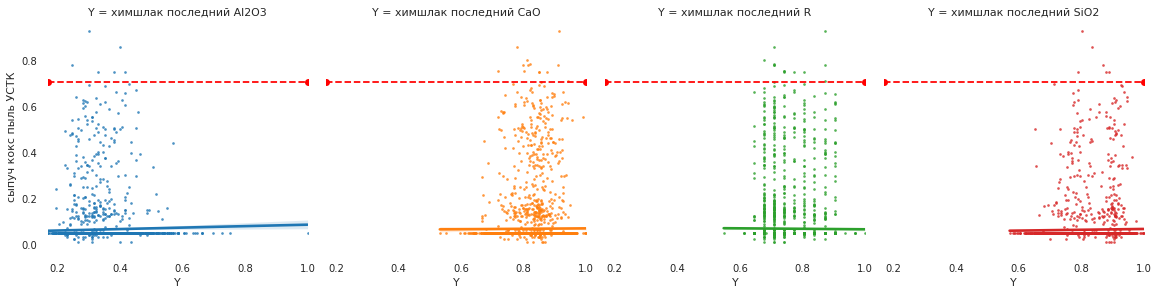 Y = химшлак последний Al2O3
Y = химшлак последний CaO
Y = химшлак последний R
Y = химшлак последний SiO2
сыпуч кокс пыль УСТК
0.8
0.6
0.4
0.2
0.0
0.2 0.4 0.6 0.8 1.0
0.2 0.4 0.6 0.8 1.0
0.2 0.4 0.6 0.8 1.0
0.2 0.4 0.6 0.8 1.0
Y
Y
Y
Y